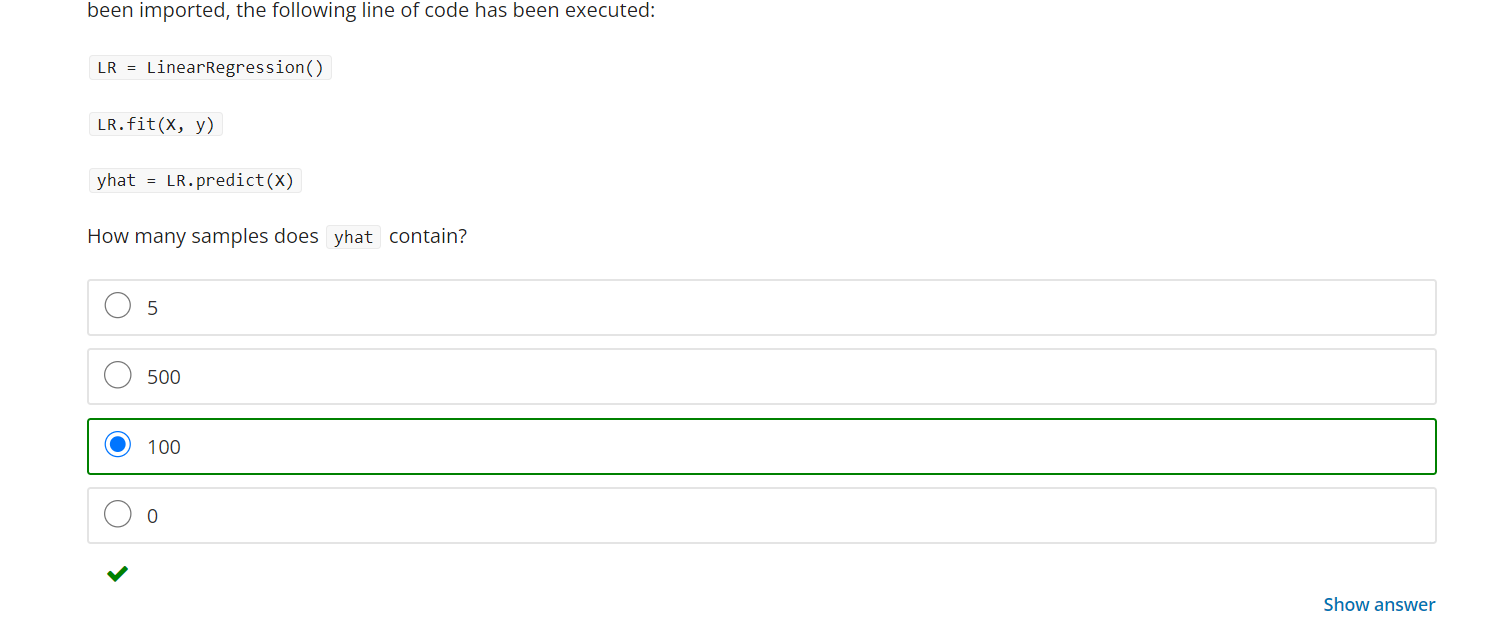 been imported, the following line of code has been executed:
LR = LinearRegression()
LR.fit(X, y)
yhat = LR.predict(X)
How many samples does yhat contain?
5
500
100
0
Show answer